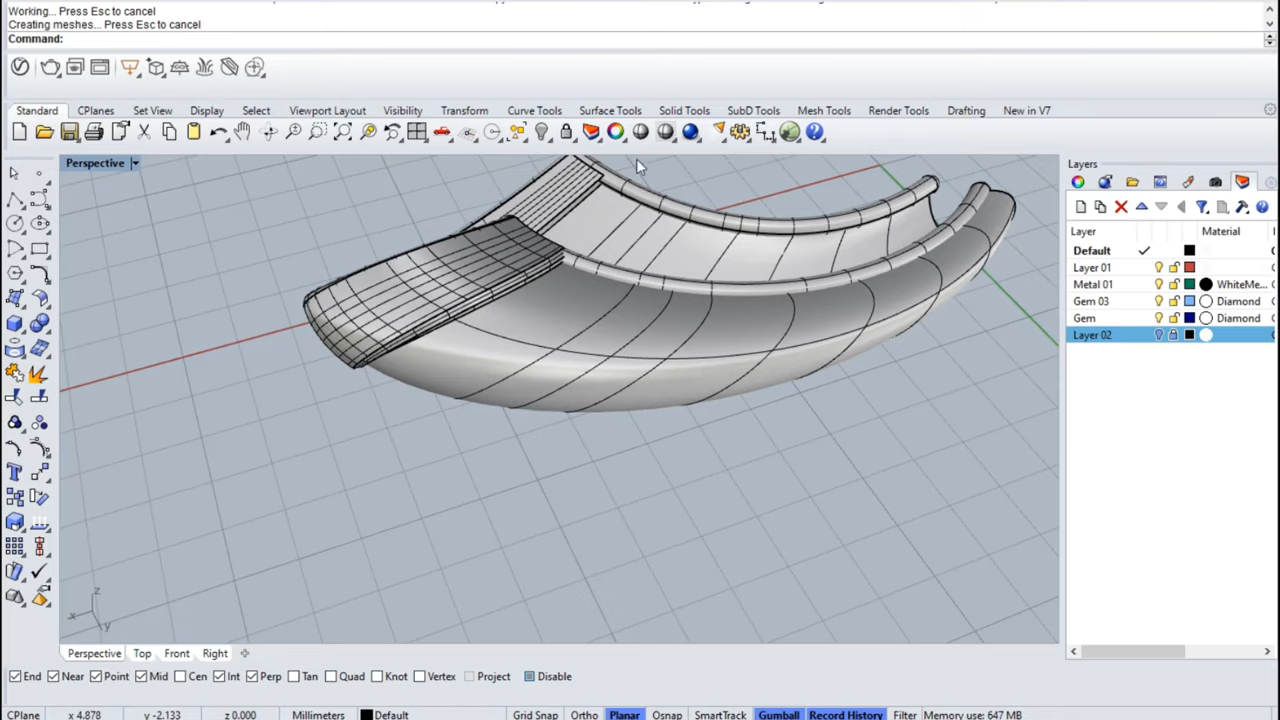 Working... Press Esc to cancel
Creating meshes... Press Esc to cancel
Command:
Standard CPlanes Set View Display Select Viewport Layout Visibility Transform Curve Tools Surface Tools Solid Tools SubD Tools Mesh Tools Render Tools Drafting New in V7
Perspective
Layers
Layer Material
Default
Layer 01
Metal 01 WhiteMe...
Gem 03 Diamond
Gem Diamond
Layer 02
z
x y
Perspective Top Front Right
End Near Point Mid Cen Int Perp Tan Quad Knot Vertex Project Disable
CPlane x 4.878 y -2.133 z 0.000 Millimeters Default Grid Snap Ortho Planar Osnap SmartTrack Gumball Record History Filter Memory use: 647 MB